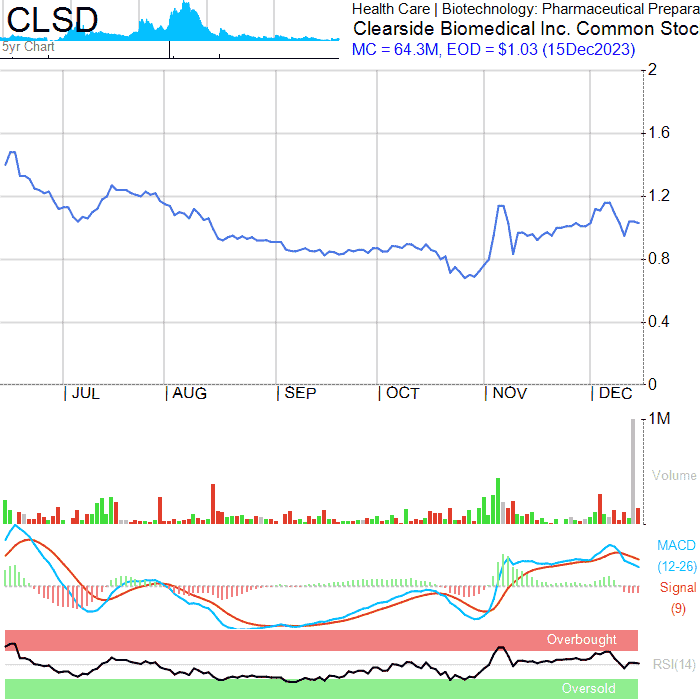 CLSD
5yr Chart
Health Care | Biotechnology: Pharmaceutical Prepara
Clearside Biomedical Inc. Common Stoc
MC = 64.3M, EOD = $1.03 (15Dec2023)
2
1.6
1.2
0.8
0.4
0
JUL
AUG
SEP
OCT
NOV
DEC
1M
Volume
MACD
(12-26)
Signal
(9)
Overbought
RSI(14)
Oversold